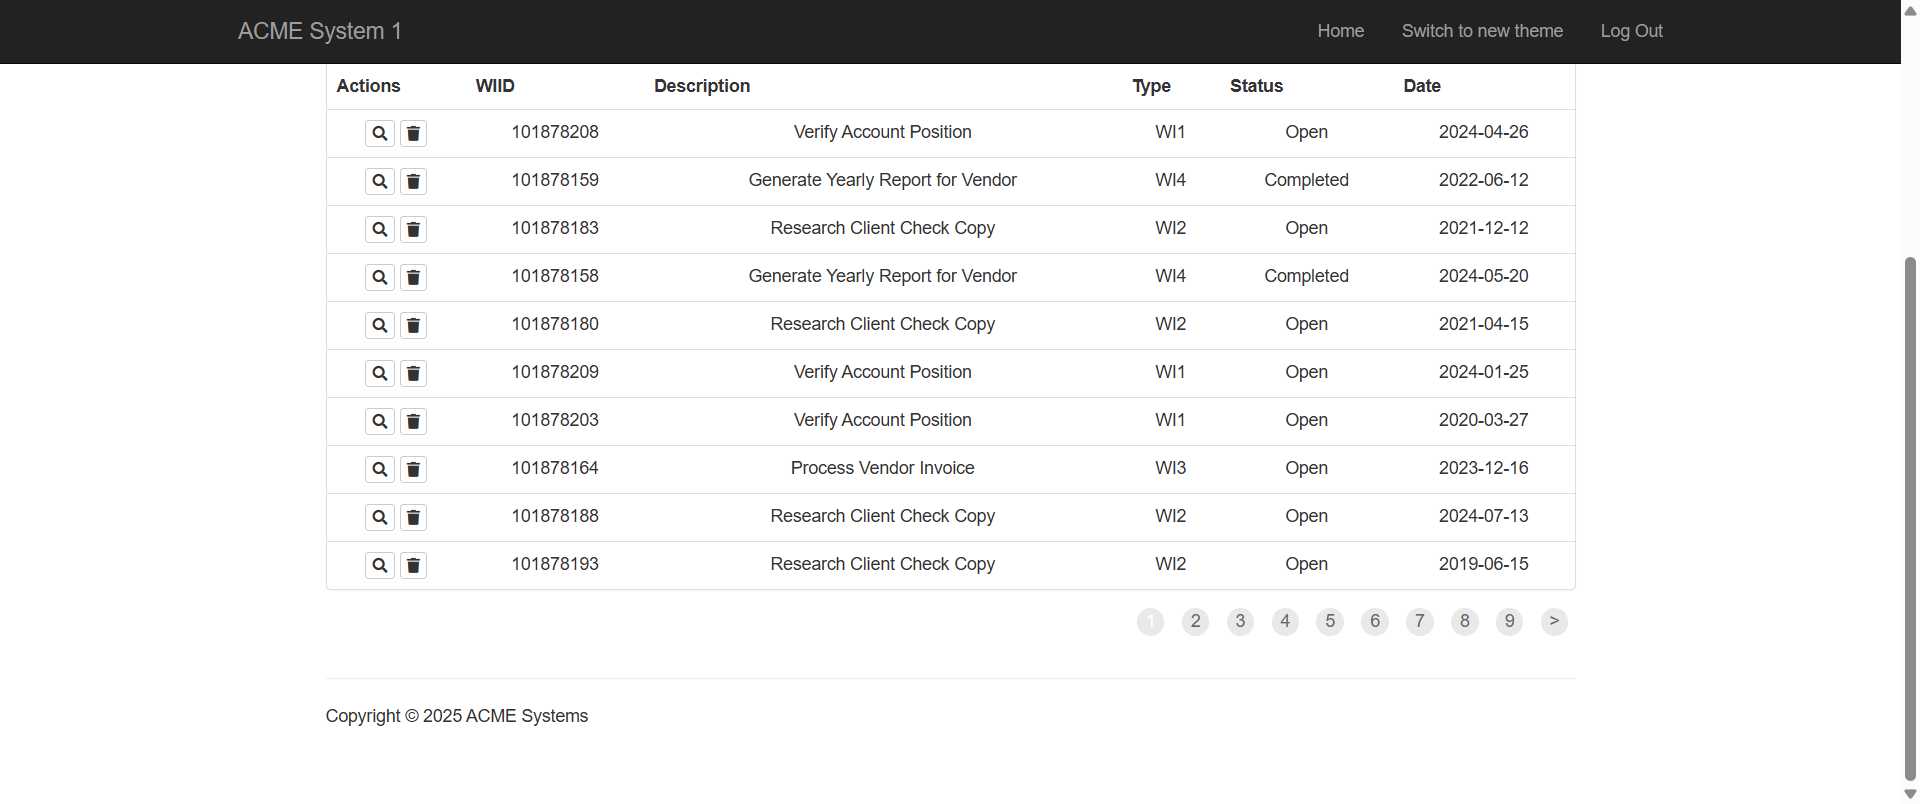 ACME System 1 Home Switch to new theme Log Out
Actions WIID Description Type Status Date
101878208 Verify Account Position WI1 Open 2024-04-26
101878159 Generate Yearly Report for Vendor WI4 Completed 2022-06-12
101878183 Research Client Check Copy WI2 Open 2021-12-12
101878158 Generate Yearly Report for Vendor WI4 Completed 2024-05-20
101878180 Research Client Check Copy WI2 Open 2021-04-15
101878209 Verify Account Position WI1 Open 2024-01-25
101878203 Verify Account Position WI1 Open 2020-03-27
101878164 Process Vendor Invoice WI3 Open 2023-12-16
101878188 Research Client Check Copy WI2 Open 2024-07-13
101878193 Research Client Check Copy WI2 Open 2019-06-15
1 2 3 4 5 6 7 8 9 >
Copyright © 2025 ACME Systems